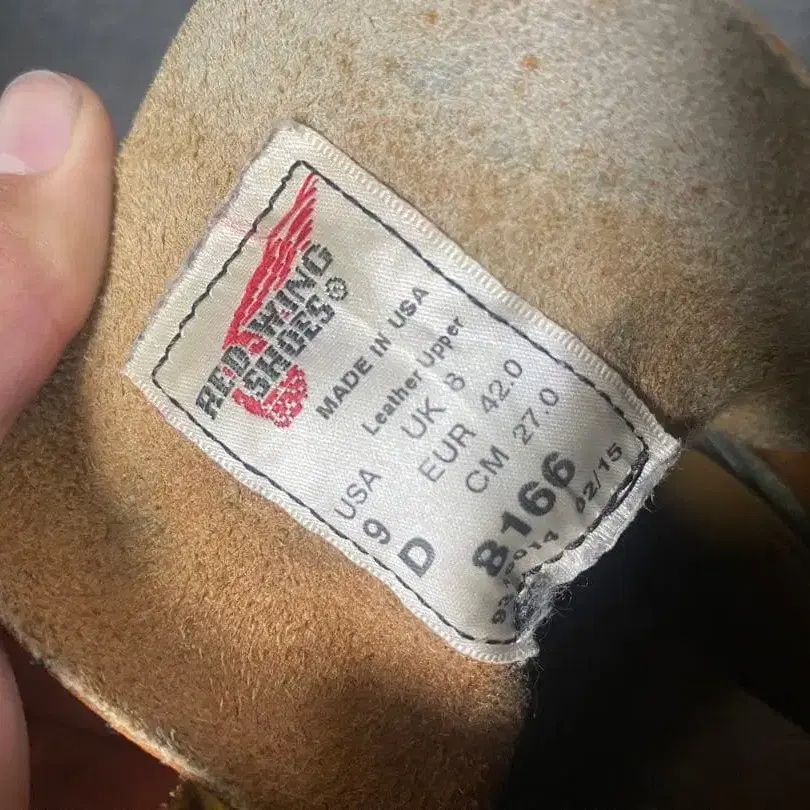 RED WING
SHOES®
MADE IN USA
Leather Upper
USA UK 8
9 EUR 42.0
D CM 27.0
8166
02/15